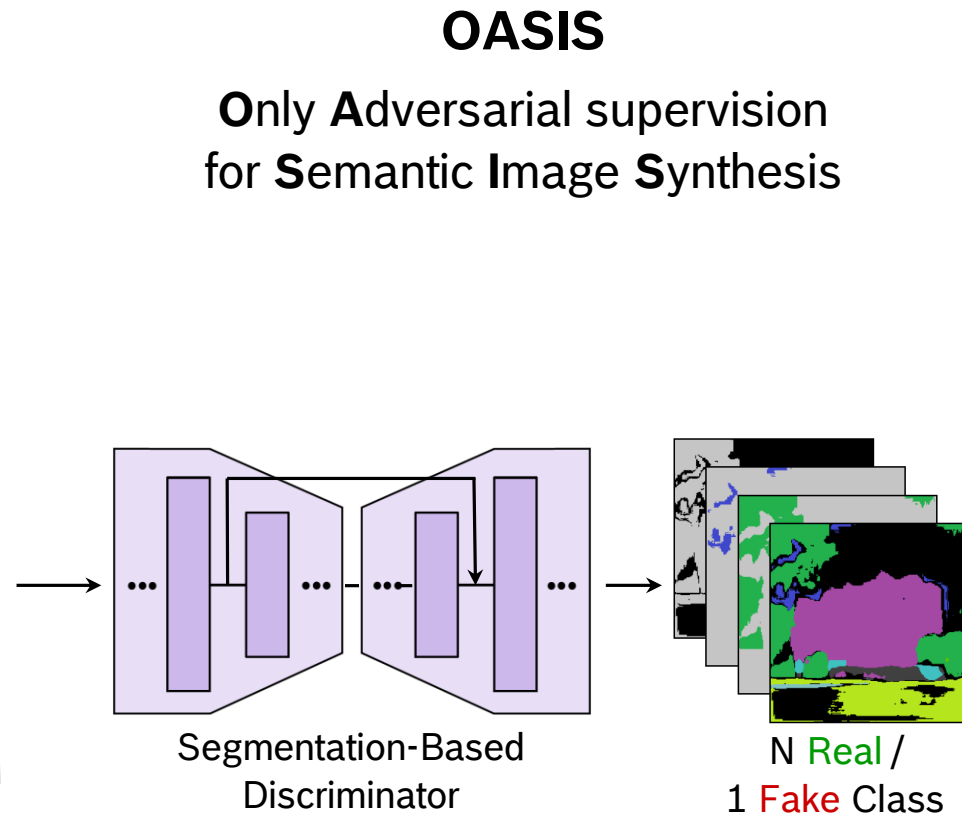 OASIS
Only Adversarial supervision
for Semantic Image Synthesis
Segmentation-Based
Discriminator
N Real /
1 Fake Class